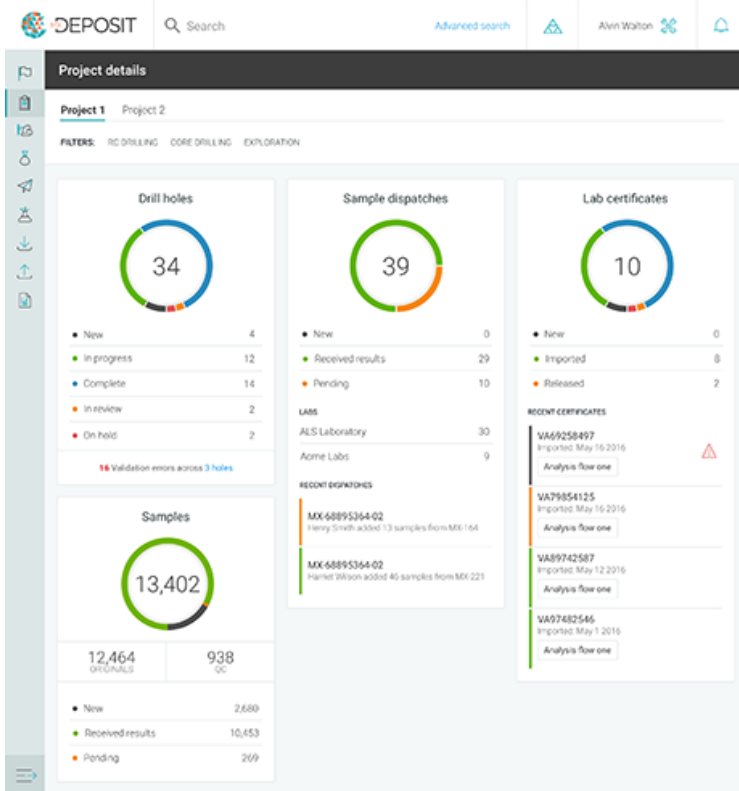 DEPOSIT
Search
Advanced search
Alvin Walton
Project details
Project 1 Project 2
FILTERS: RC DRILLING CORE DRILLING EXPLORATION
Drill holes
34
New 4
In progress 12
Complete 14
In review 2
On hold 2
16 Validation errors across 3 holes
Samples
13,402
12,464 938
ORIGINALS QC
New 2,680
Received results 10,453
Pending 269
Sample dispatches
39
New 0
Received results 29
Pending 10
LABS
ALS Laboratory 30
Acme Labs 9
RECENT DISPATCHES
MX-68895364-02
Henry Smith added 13 samples from MX-164
MX-68895364-02
Harriet Wilson added 46 samples from MX-221
Lab certificates
10
New 0
Imported 8
Released 2
RECENT CERTIFICATES
VA69258497
Imported: May 16 2016
Analysis flow one
VA79854125
Imported: May 16 2016
Analysis flow one
VA89742587
Imported: May 12 2016
Analysis flow one
VA97482546
Imported: May 1 2016
Analysis flow one